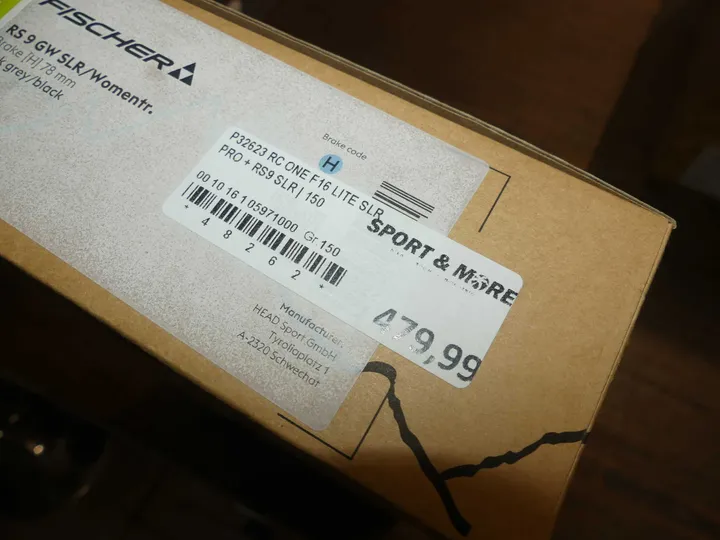 FISCHER
RS 9 GW SLR/Womentr.
Brake [H] 78 mm
k grey/black
Brake code
H
P32623 RC ONE F16 LITE SLR
PRO + RS9 SLR | 150
00 10 16 1 05971000 Gr 150
* 4 8 2 6 2 *
SPORT & MORE
479,99
Manufacturer:
HEAD Sport GmbH
Tyroliaplatz 1
A-2320 Schwechat